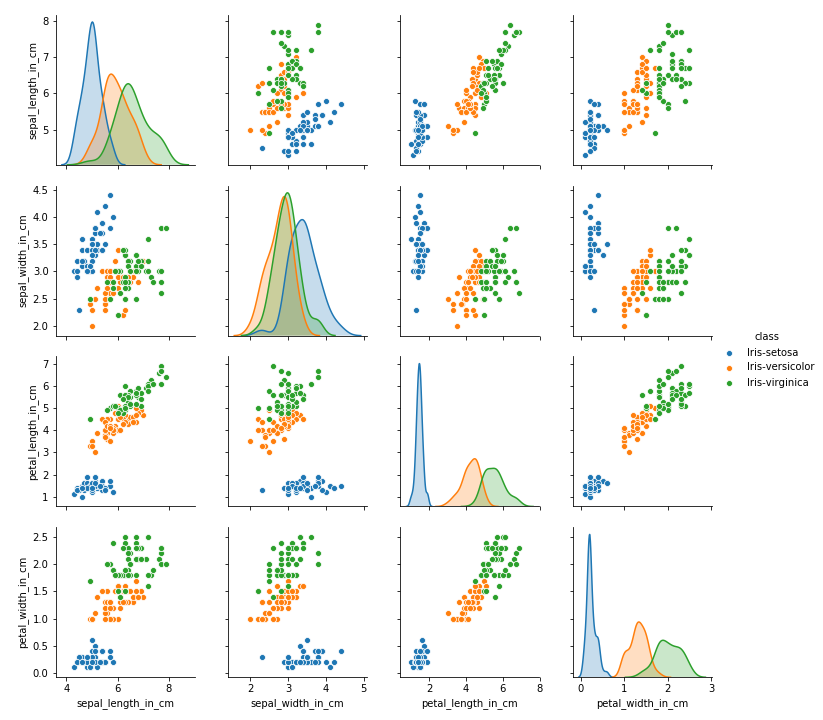 8
7
6
5
sepal_length_in_cm
4.5
4.0
3.5
3.0
2.5
2.0
sepal_width_in_cm
class
Iris-setosa
Iris-versicolor
Iris-virginica
7
6
5
4
3
2
1
petal_length_in_cm
2.5
2.0
1.5
1.0
0.5
0.0
petal_width_in_cm
4 6 8
sepal_length_in_cm
2 3 4 5
sepal_width_in_cm
2 4 6 8
petal_length_in_cm
0 1 2 3
petal_width_in_cm